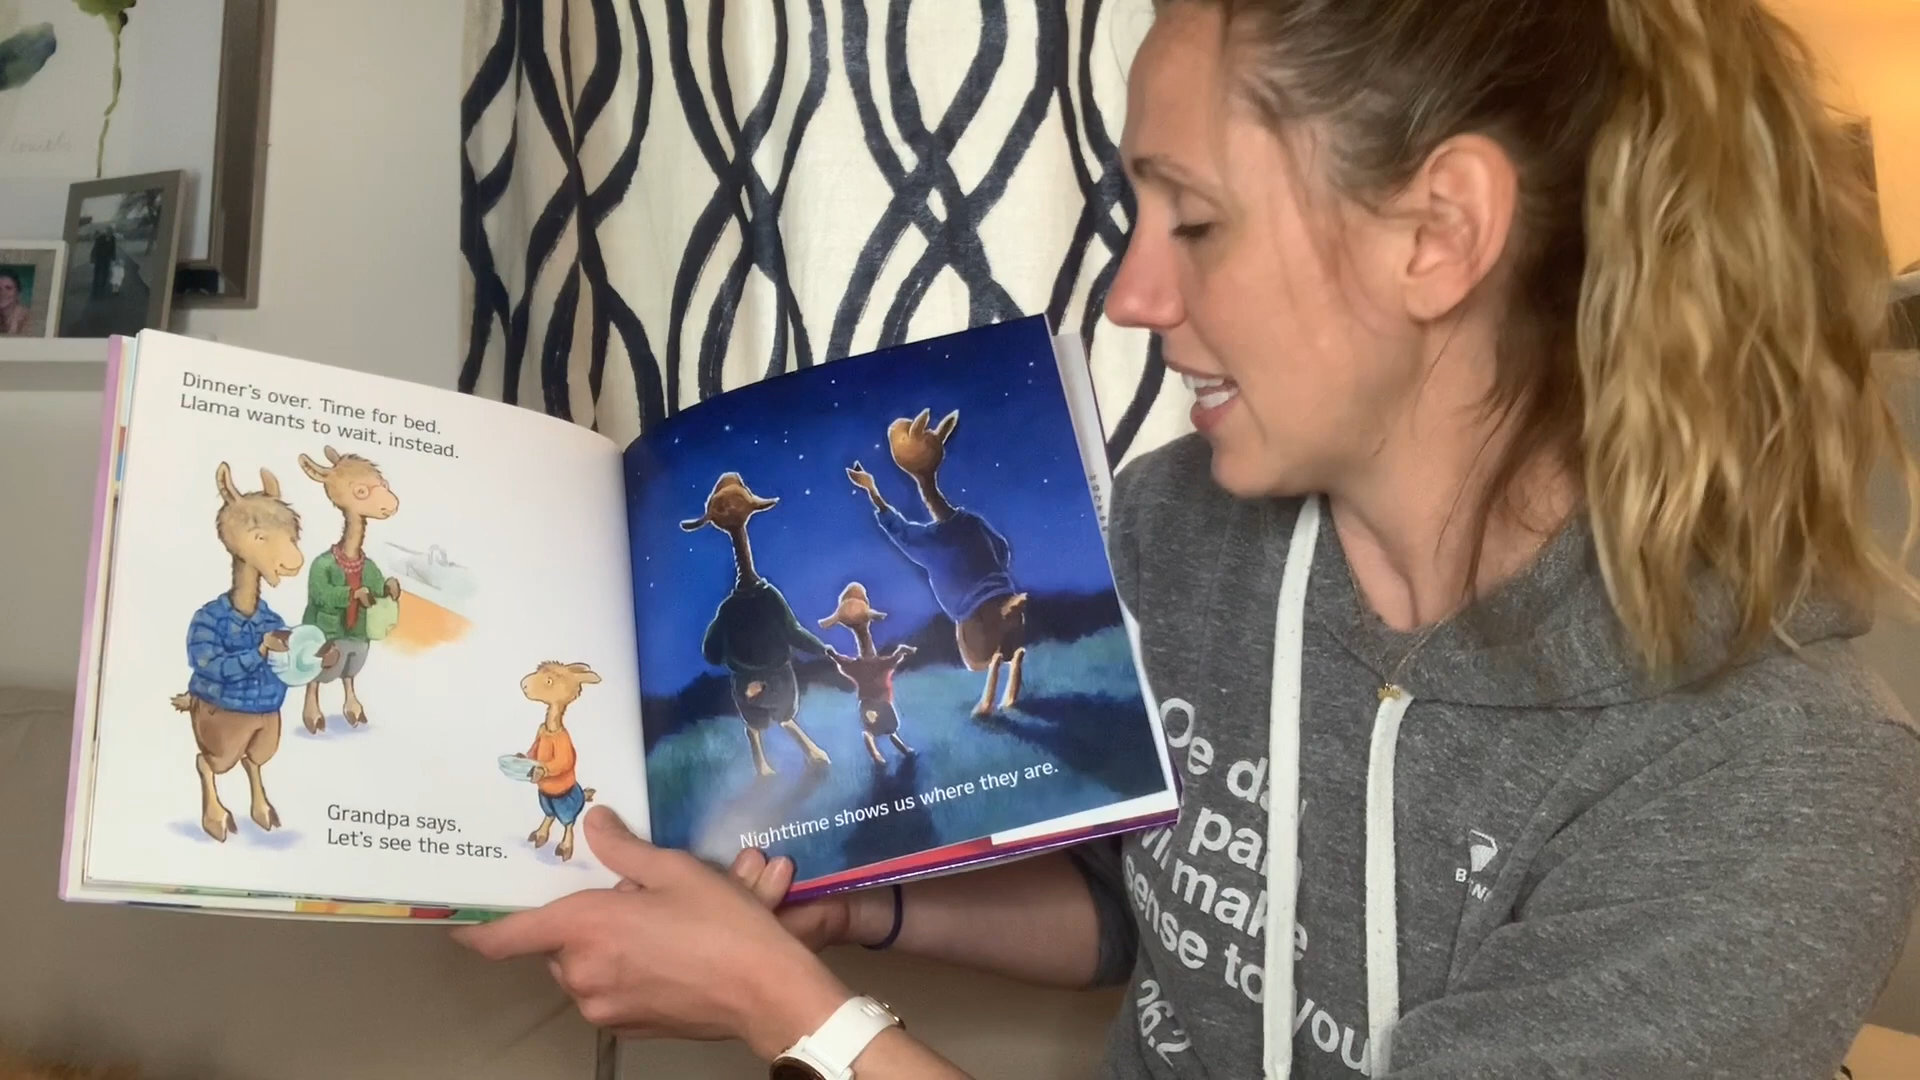 Dinner's over. Time for bed.
Llama wants to wait, instead.
Grandpa says,
Let's see the stars.
Nighttime shows us where they are.
make
sense to you
26.2